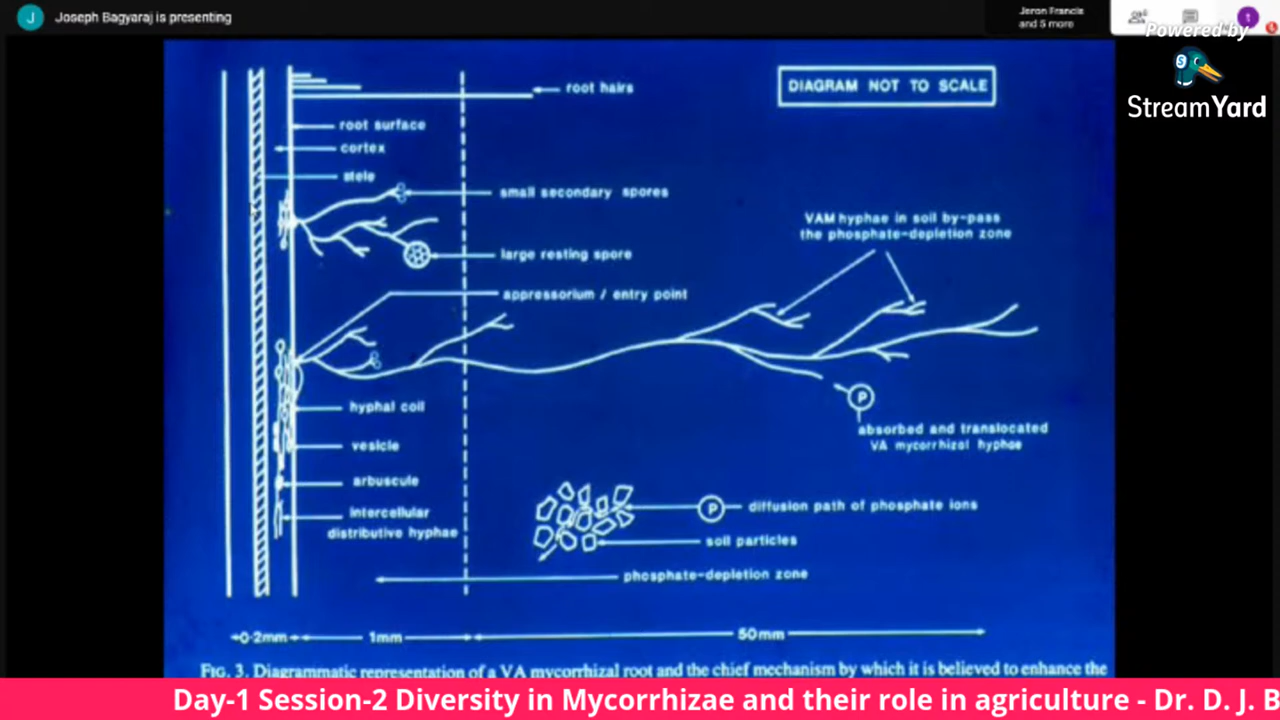 J
Joseph Bagyaraj is presenting
Jeron Francis
and 5 more
t
Powered by
S
StreamYard
root hairs
DIAGRAM NOT TO SCALE
root surface
cortex
stele
small secondary spores
VAM hyphae in soil by-pass
the phosphate-depletion zone
large resting spore
appressorium / entry point
P
hyphal coil
absorbed and translocated
VA mycorrhizal hyphae
vesicle
arbuscule
intercellular
distributive hyphae
P
diffusion path of phosphate ions
soil particles
phosphate-depletion zone
0·2mm
1mm
50mm
FIG. 3. Diagrammatic representation of a VA mycorrhizal root and the chief mechanism by which it is believed to enhance the
Day-1 Session-2 Diversity in Mycorrhizae and their role in agriculture - Dr. D. J. B